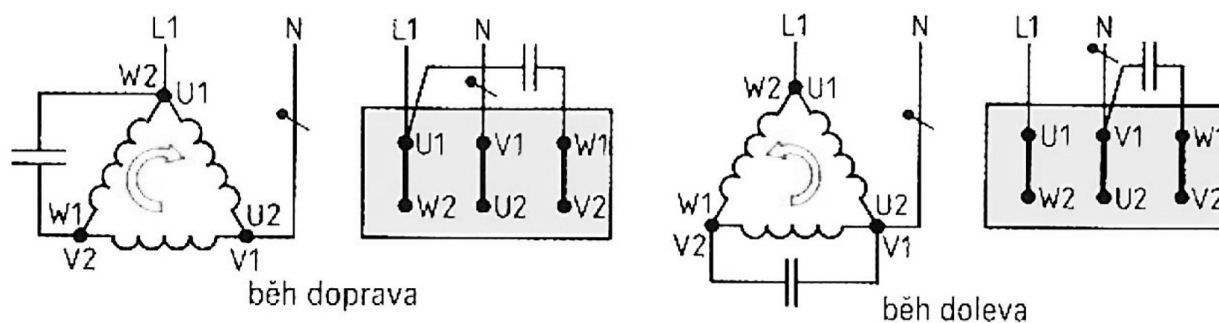 L1 N L1 N L1 N L1 N
W2 U1 W2 U1
U1 V1 W1 U1 V1 W1
W2 U2 V2 W2 U2 V2
W1 U2 W1 U2
V2 V1 V2 V1
běh doprava
běh doleva